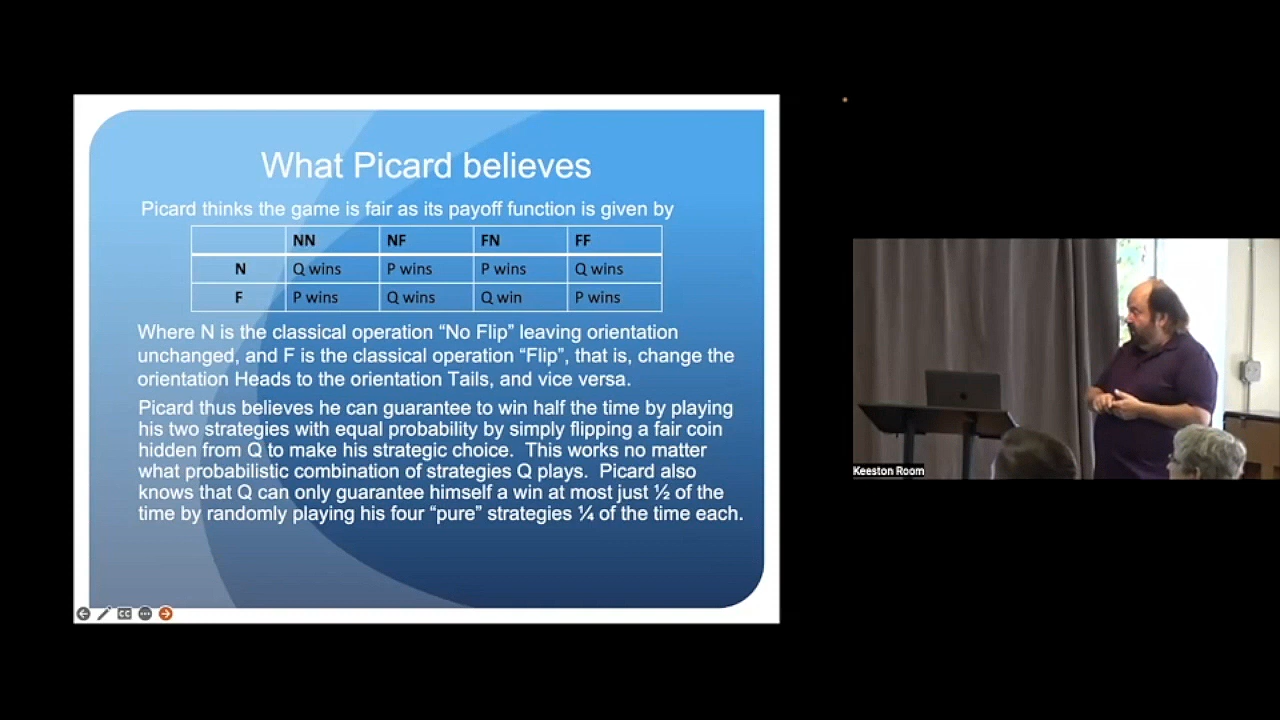 What Picard believes
Picard thinks the game is fair as its payoff function is given by
NN NF FN FF
N Q wins P wins P wins Q wins
F P wins Q wins Q win P wins
Where N is the classical operation “No Flip” leaving orientation
unchanged, and F is the classical operation “Flip”, that is, change the
orientation Heads to the orientation Tails, and vice versa.
Picard thus believes he can guarantee to win half the time by playing
his two strategies with equal probability by simply flipping a fair coin
hidden from Q to make his strategic choice. This works no matter
what probabilistic combination of strategies Q plays. Picard also
knows that Q can only guarantee himself a win at most just ½ of the
time by randomly playing his four “pure” strategies ¼ of the time each.
CC
Keeston Room